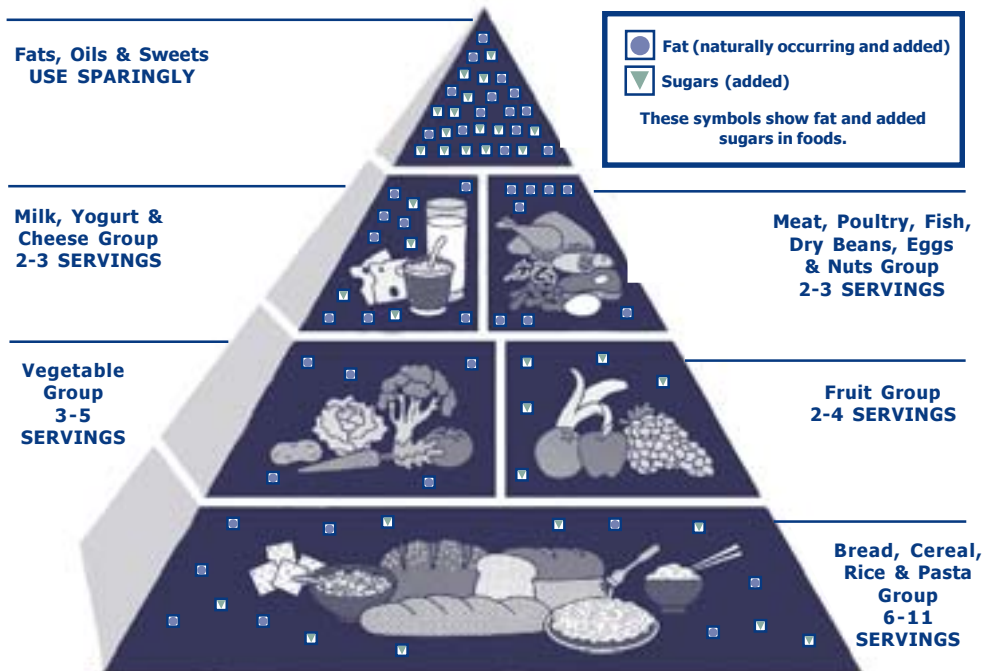 Fats, Oils & Sweets
USE SPARINGLY
Fat (naturally occurring and added)
Sugars (added)
These symbols show fat and added
sugars in foods.
Milk, Yogurt &
Cheese Group
2-3 SERVINGS
Meat, Poultry, Fish,
Dry Beans, Eggs
& Nuts Group
2-3 SERVINGS
Vegetable
Group
3-5
SERVINGS
Fruit Group
2-4 SERVINGS
Bread, Cereal,
Rice & Pasta
Group
6-11
SERVINGS